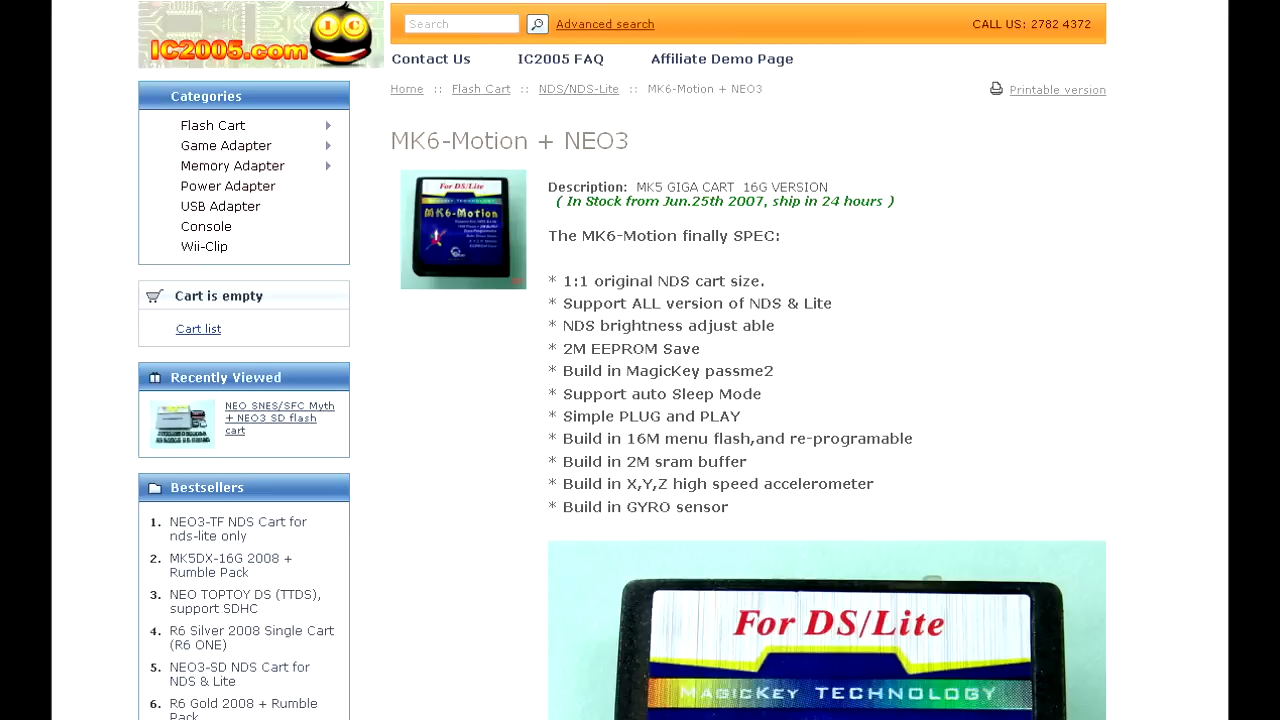 IC2005.com
I C
Search
Advanced search
CALL US: 2782 4372
Contact Us
IC2005 FAQ
Affiliate Demo Page
Home :: Flash Cart :: NDS/NDS-Lite :: MK6-Motion + NEO3
Printable version
Categories
Flash Cart
Game Adapter
Memory Adapter
Power Adapter
USB Adapter
Console
Wii-Clip
Cart is empty
Cart list
Recently Viewed
NEO SNES/SFC Myth
+ NEO3 SD flash
cart
Bestsellers
1. NEO3-TF NDS Cart for
nds-lite only
2. MK5DX-16G 2008 +
Rumble Pack
3. NEO TOPTOY DS (TTDS),
support SDHC
4. R6 Silver 2008 Single Cart
(R6 ONE)
5. NEO3-SD NDS Cart for
NDS & Lite
6. R6 Gold 2008 + Rumble
Pack
MK6-Motion + NEO3
For DS/Lite
MAGICKEY TECHNOLOGY
MK6-Motion
Description: MK5 GIGA CART 16G VERSION
( In Stock from Jun.25th 2007, ship in 24 hours )
The MK6-Motion finally SPEC:
* 1:1 original NDS cart size.
* Support ALL version of NDS & Lite
* NDS brightness adjust able
* 2M EEPROM Save
* Build in MagicKey passme2
* Support auto Sleep Mode
* Simple PLUG and PLAY
* Build in 16M menu flash,and re-programable
* Build in 2M sram buffer
* Build in X,Y,Z high speed accelerometer
* Build in GYRO sensor
For DS/Lite
MAGICKEY TECHNOLOGY